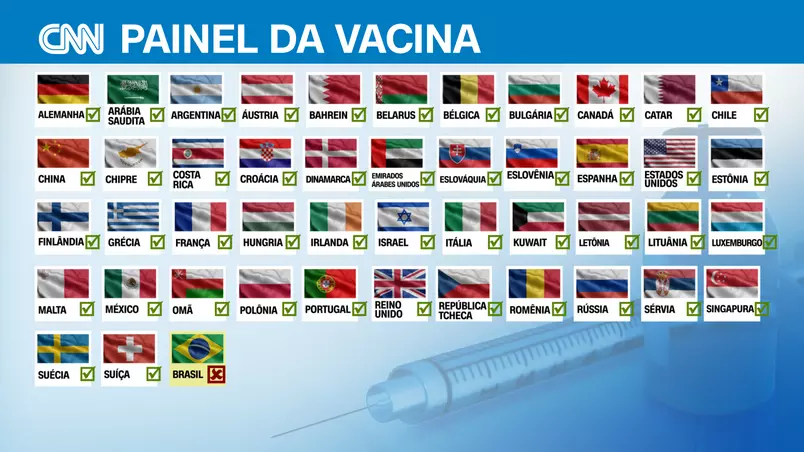 CNN PAINEL DA VACINA
ALEMANHA
ARÁBIA
SAUDITA
ARGENTINA
ÁUSTRIA
BAHREIN
BELARUS
BÉLGICA
BULGÁRIA
CANADÁ
CATAR
CHILE
CHINA
CHIPRE
COSTA
RICA
CROÁCIA
DINAMARCA
EMIRADOS
ÁRABES UNIDOS
ESLOVÁQUIA
ESLOVÊNIA
ESPANHA
ESTADOS
UNIDOS
ESTÔNIA
FINLÂNDIA
GRÉCIA
FRANÇA
HUNGRIA
IRLANDA
ISRAEL
ITÁLIA
KUWAIT
LETÔNIA
LITUÂNIA
LUXEMBURGO
MALTA
MÉXICO
OMÃ
POLÔNIA
PORTUGAL
REINO
UNIDO
REPÚBLICA
TCHECA
ROMÊNIA
RÚSSIA
SÉRVIA
SINGAPURA
SUÉCIA
SUÍÇA
BRASIL